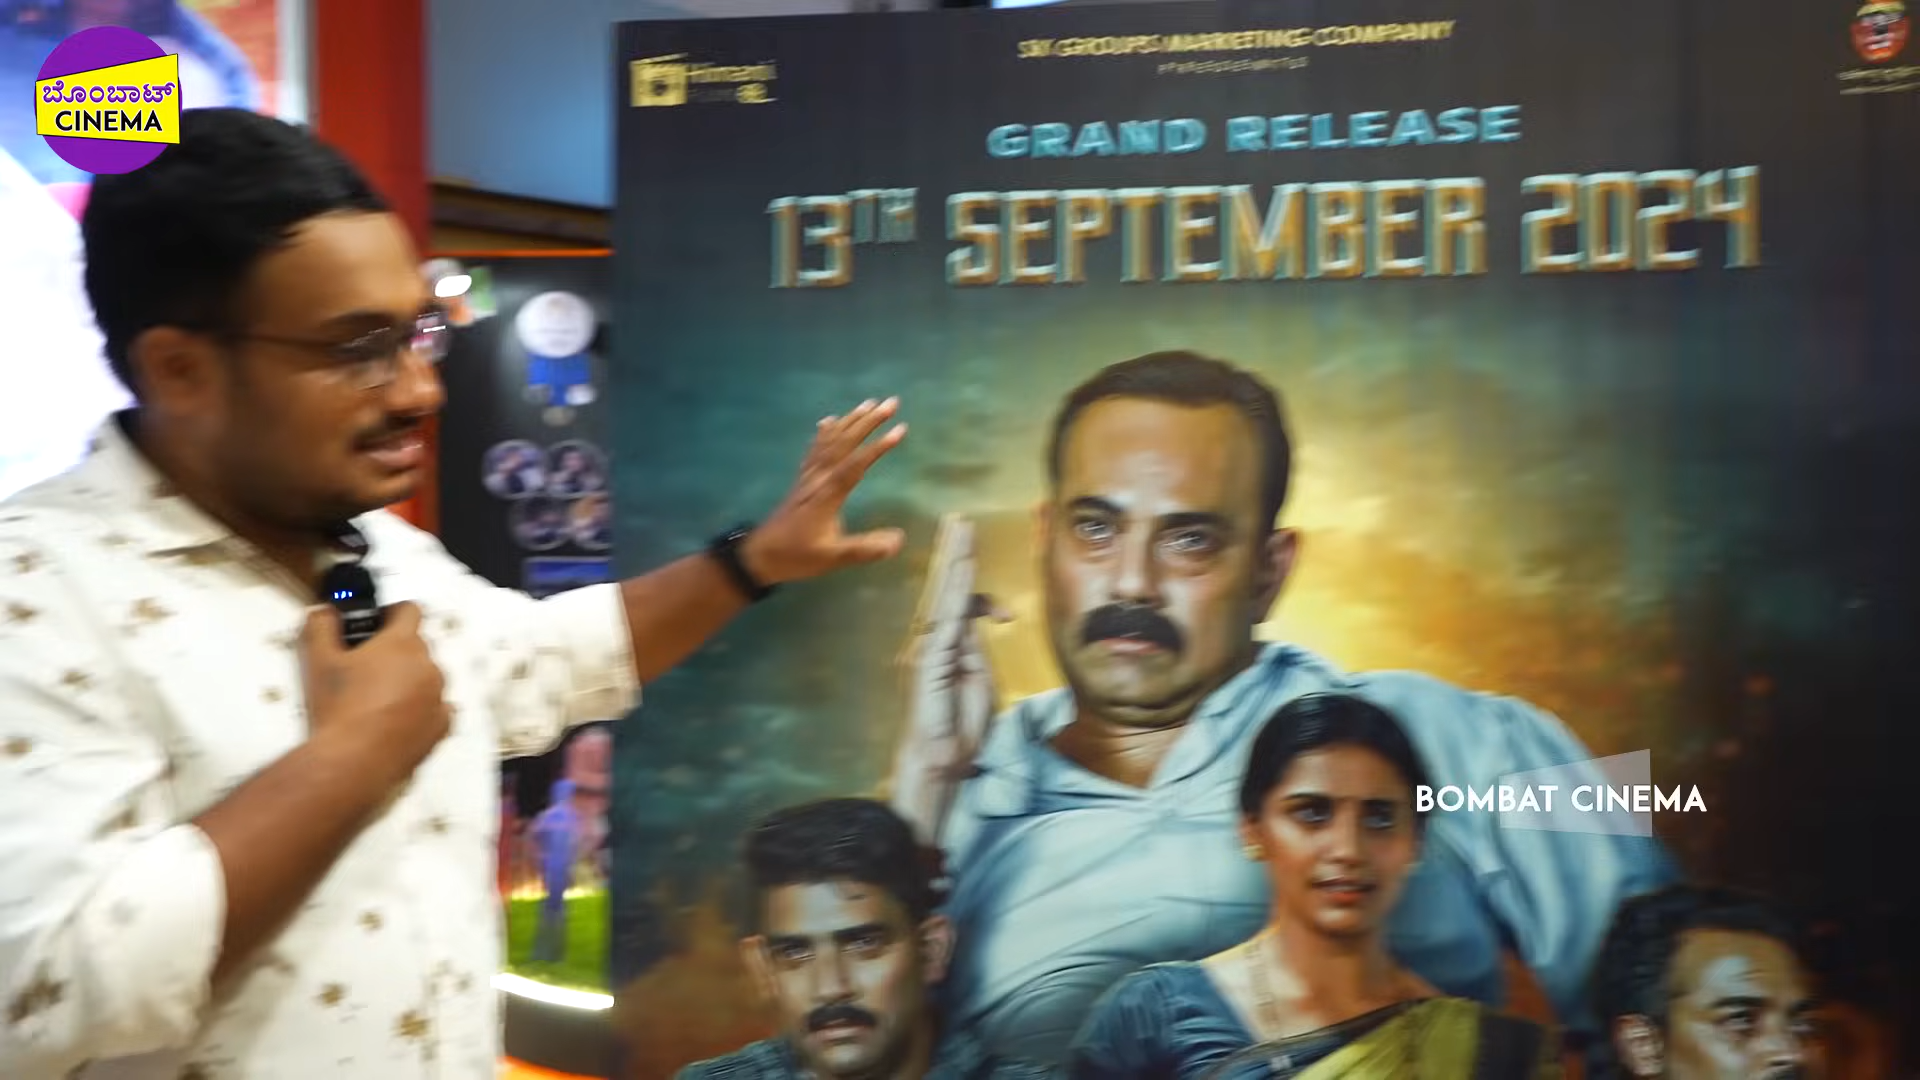 ಬೊಂಬಾಟ್
CINEMA
SKY GROUPS MARKETING COMPANY
GRAND RELEASE
13TH SEPTEMBER 2024
BOMBAT CINEMA